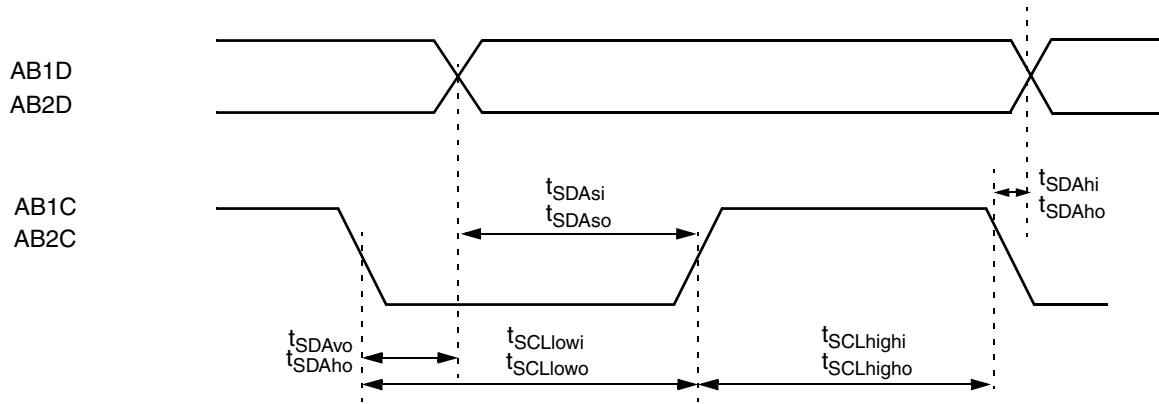 AB1D
AB2D
AB1C
AB2C
tSDAsi
tSDAso
tSDAhi
tSDAho
tSDAvo
tSDAho
tSCLlowi
tSCLlowo
tSCLhighi
tSCLhigho